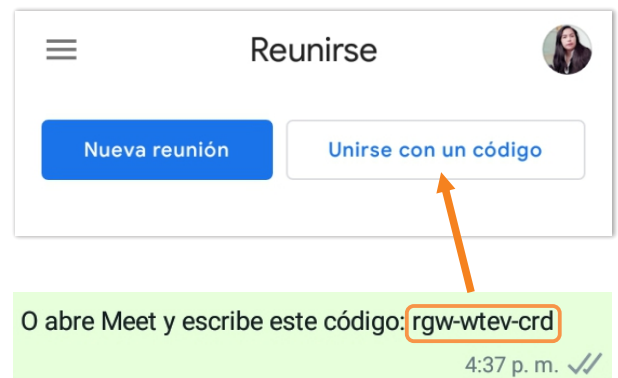 Reunirse
Nueva reunión
Unirse con un código
O abre Meet y escribe este código: rgw-wtev-crd
4:37 p. m.